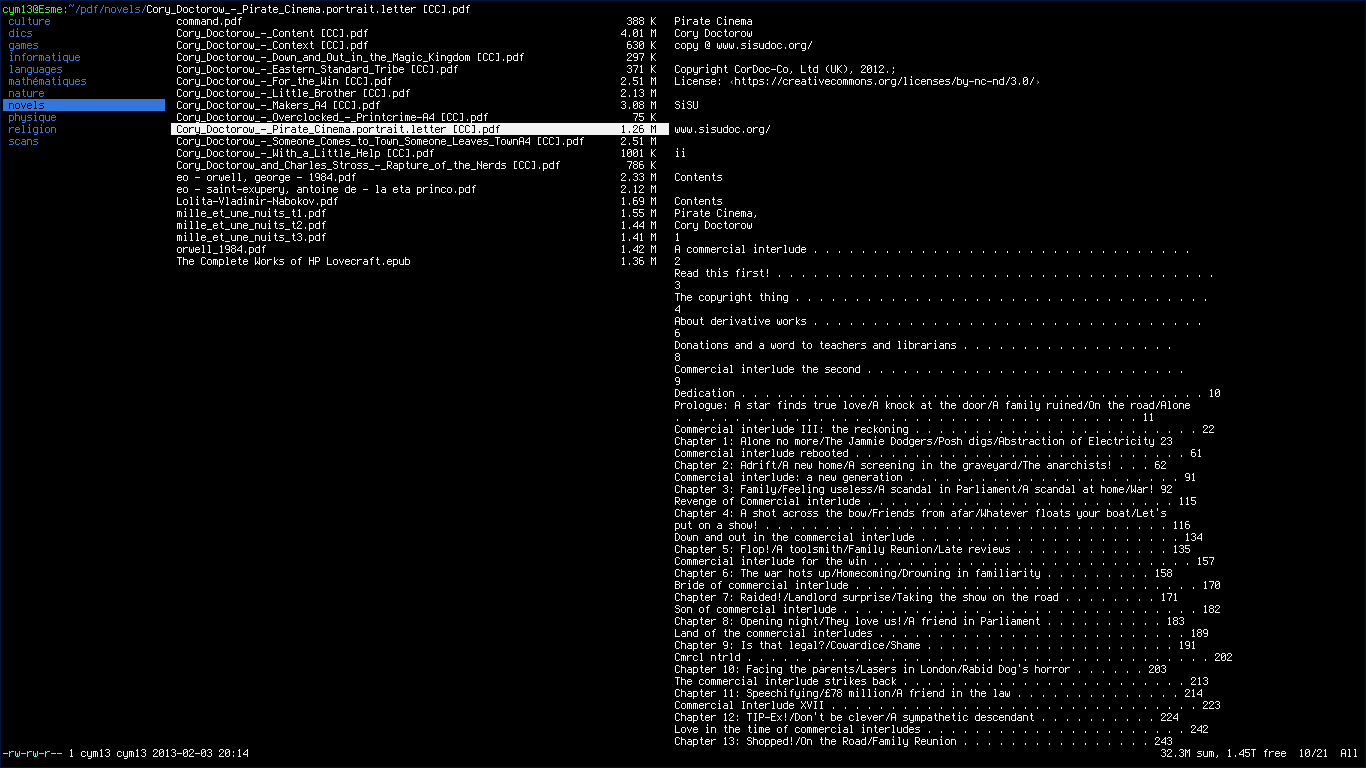 cym13@Esme:~/pdf/novels/Cory_Doctorow_-_Pirate_Cinema.portrait.letter [CC].pdf
culture
dics
games
informatique
languages
mathématiques
nature
novels
physique
religion
scans
command.pdf 388 K
Cory_Doctorow_-_Content [CC].pdf 4.01 M
Cory_Doctorow_-_Context [CC].pdf 630 K
Cory_Doctorow_-_Down_and_Out_in_the_Magic_Kingdom [CC].pdf 297 K
Cory_Doctorow_-_Eastern_Standard_Tribe [CC].pdf 371 K
Cory_Doctorow_-_For_the_Win [CC].pdf 2.51 M
Cory_Doctorow_-_Little_Brother [CC].pdf 2.13 M
Cory_Doctorow_-_Makers_A4 [CC].pdf 3.08 M
Cory_Doctorow_-_Overclocked_-_Printcrime-A4 [CC].pdf 75 K
Cory_Doctorow_-_Pirate_Cinema.portrait.letter [CC].pdf 1.26 M
Cory_Doctorow_-_Someone_Comes_to_Town_Someone_Leaves_TownA4 [CC].pdf 2.51 M
Cory_Doctorow_-_With_a_Little_Help [CC].pdf 1001 K
Cory_Doctorow_and_Charles_Stross_-_Rapture_of_the_Nerds [CC].pdf 786 K
eo - orwell, george - 1984.pdf 2.33 M
eo - saint-exupery, antoine de - la eta princo.pdf 2.12 M
Lolita-Vladimir-Nabokov.pdf 1.69 M
mille_et_une_nuits_t1.pdf 1.55 M
mille_et_une_nuits_t2.pdf 1.44 M
mille_et_une_nuits_t3.pdf 1.41 M
orwell_1984.pdf 1.42 M
The Complete Works of HP Lovecraft.epub 1.36 M
Pirate Cinema
Cory Doctorow
copy @ www.sisudoc.org/
Copyright CorDoc-Co, Ltd (UK), 2012.;
License: ‹https://creativecommons.org/licenses/by-nc-nd/3.0/›
SiSU
www.sisudoc.org/
ii
Contents
Contents
Pirate Cinema,
Cory Doctorow
1
A commercial interlude . . . . . . . . . . . . . . . . . . . . . . . . . . . . . . . .
2
Read this first! . . . . . . . . . . . . . . . . . . . . . . . . . . . . . . . . . . . . .
3
The copyright thing . . . . . . . . . . . . . . . . . . . . . . . . . . . . . . . . . . .
4
About derivative works . . . . . . . . . . . . . . . . . . . . . . . . . . . . . . . . .
6
Donations and a word to teachers and librarians . . . . . . . . . . . . . . . . . .
8
Commercial interlude the second . . . . . . . . . . . . . . . . . . . . . . . . . . .
9
Dedication . . . . . . . . . . . . . . . . . . . . . . . . . . . . . . . . . . . . . . . 10
Prologue: A star finds true love/A knock at the door/A family ruined/On the road/Alone
. . . . . . . . . . . . . . . . . . . . . . . . . . . . . . . . . . . . . . . 11
Commercial interlude III: the reckoning . . . . . . . . . . . . . . . . . . . . . . . . 22
Chapter 1: Alone no more/The Jammie Dodgers/Posh digs/Abstraction of Electricity 23
Commercial interlude rebooted . . . . . . . . . . . . . . . . . . . . . . . . . . . . 61
Chapter 2: Adrift/A new home/A screening in the graveyard/The anarchists! . . . 62
Commercial interlude: a new generation . . . . . . . . . . . . . . . . . . . . . . . 91
Chapter 3: Family/Feeling useless/A scandal in Parliament/A scandal at home/War! 92
Revenge of Commercial interlude . . . . . . . . . . . . . . . . . . . . . . . . . 115
Chapter 4: A shot across the bow/Friends from afar/Whatever floats your boat/Let's
put on a show! . . . . . . . . . . . . . . . . . . . . . . . . . . . . . . . . . . 116
Down and out in the commercial interlude . . . . . . . . . . . . . . . . . . . . . . 134
Chapter 5: Flop!/A toolsmith/Family Reunion/Late reviews . . . . . . . . . . . . . 135
Commercial interlude for the win . . . . . . . . . . . . . . . . . . . . . . . . . . . 157
Chapter 6: The war hots up/Homecoming/Drowning in familiarity . . . . . . . . . 158
Bride of commercial interlude . . . . . . . . . . . . . . . . . . . . . . . . . . . . . 170
Chapter 7: Raided!/Landlord surprise/Taking the show on the road . . . . . . . . 171
Son of commercial interlude . . . . . . . . . . . . . . . . . . . . . . . . . . . . . . 182
Chapter 8: Opening night/They love us!/A friend in Parliament . . . . . . . . . . 183
Land of the commercial interludes . . . . . . . . . . . . . . . . . . . . . . . . . . 189
Chapter 9: Is that legal?/Cowardice/Shame . . . . . . . . . . . . . . . . . . . . . 191
Cmrcl ntrld . . . . . . . . . . . . . . . . . . . . . . . . . . . . . . . . . . . . . . . 202
Chapter 10: Facing the parents/Lasers in London/Rabid Dog's horror . . . . . . 203
The commercial interlude strikes back . . . . . . . . . . . . . . . . . . . . . . . . 213
Chapter 11: Speechifying/£78 million/A friend in the law . . . . . . . . . . . . . . 214
Commercial Interlude XVII . . . . . . . . . . . . . . . . . . . . . . . . . . . . . . . 223
Chapter 12: TIP-Ex!/Don't be clever/A sympathetic descendant . . . . . . . . . . 224
Love in the time of commercial interludes . . . . . . . . . . . . . . . . . . . . . . 242
Chapter 13: Shopped!/On the Road/Family Reunion . . . . . . . . . . . . . . . . 243
-rw-rw-r-- 1 cym13 cym13 2013-02-03 20:14 32.3M sum, 1.45T free 10/21 All